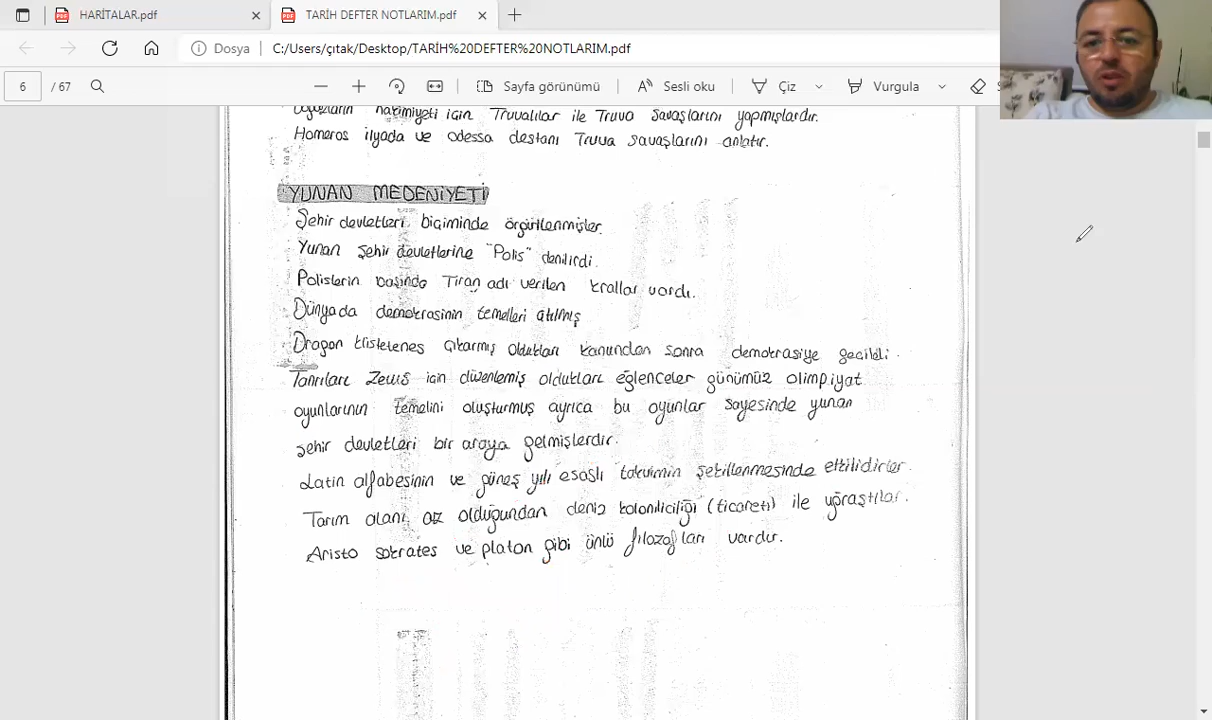 HARİTALAR.pdf
TARİH DEFTER NOTLARIM.pdf
Dosya
C:/Users/çıtak/Desktop/TARİH%20DEFTER%20NOTLARIM.pdf
6 / 67
Sayfa görünümü
Sesli oku
Çiz
Vurgula
hakimiyeti için Truvalılar ile Truva Savaşlarını yapmışlardır.
Homeros ilyada ve odessa destanı Truva Savaşlarını anlatır.
YUNAN MEDENİYETİ
Şehir devletleri biçiminde örgütlenmişler.
Yunan şehir devletlerine "Polis" denilirdi.
Polislerin başında Tiran adı verilen krallar vardı.
Dünyada demokrasinin temelleri atılmış
Dragon klistelenes çıkarmış oldukları kanundan sonra demokrasiye geçildi.
Tanrıları Zeus için düzenlemiş oldukları eğlenceler günümüz olimpiyat
oyunlarının temelini oluşturmuş ayrıca bu oyunlar sayesinde yunan
şehir devletleri bir araya gelmişlerdir.
Latin alfabesinin ve güneş yılı esaslı takvimin şekillenmesinde etkilidirler.
Tarım alanı az olduğundan deniz koloniciliği (ticareti) ile uğraştılar.
Aristo sokrates ve platon gibi ünlü filozofları vardır.